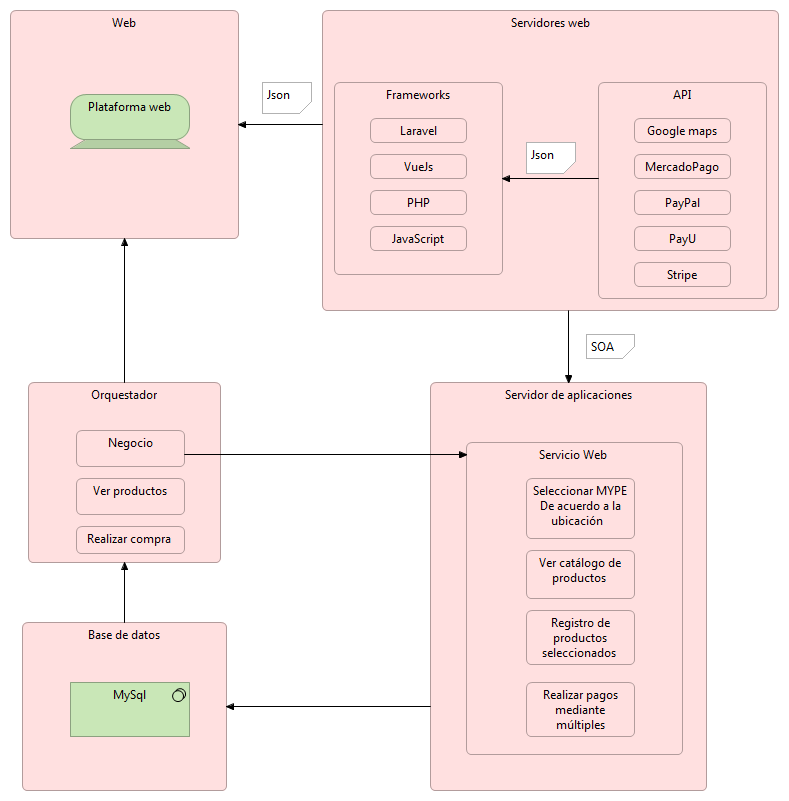 Web
Plataforma web
Json
Servidores web
Frameworks
Laravel
VueJs
PHP
JavaScript
Json
API
Google maps
MercadoPago
PayPal
PayU
Stripe
SOA
Orquestador
Negocio
Ver productos
Realizar compra
Servidor de aplicaciones
Servicio Web
Seleccionar MYPE
De acuerdo a la
ubicación
Ver catálogo de
productos
Registro de
productos
seleccionados
Realizar pagos
mediante
múltiples
Base de datos
MySql